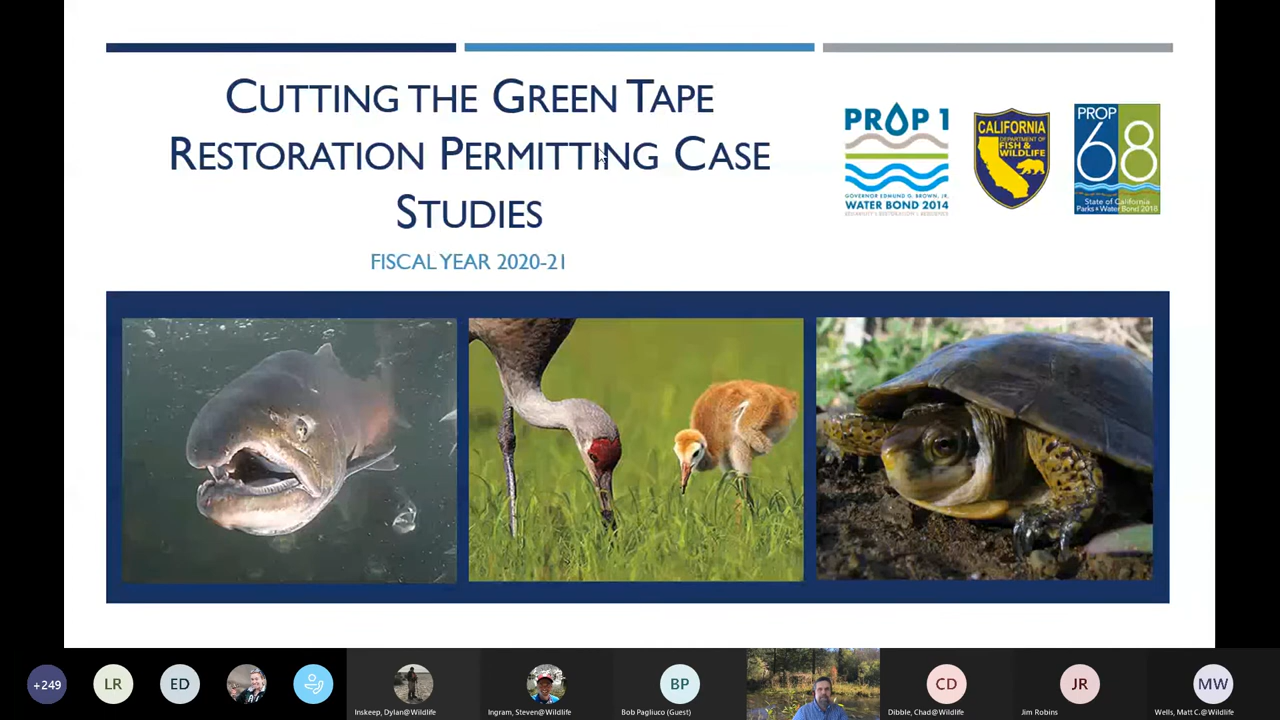 CUTTING THE GREEN TAPE
RESTORATION PERMITTING CASE
STUDIES
FISCAL YEAR 2020-21
PROP 1
GOVERNOR EDMUND G. BROWN, JR.
WATER BOND 2014
CALIFORNIA
DEPARTMENT OF
FISH &
WILDLIFE
PROP
68
State of California
Parks & Water Bond 2018
+249
LR
ED
BP
CD
JR
MW
Inskeep, Dylan@Wildlife
Ingram, Steven@Wildlife
Bob Pagliuco (Guest)
Dibble, Chad@Wildlife
Jim Robins
Wells, Matt C.@Wildlife